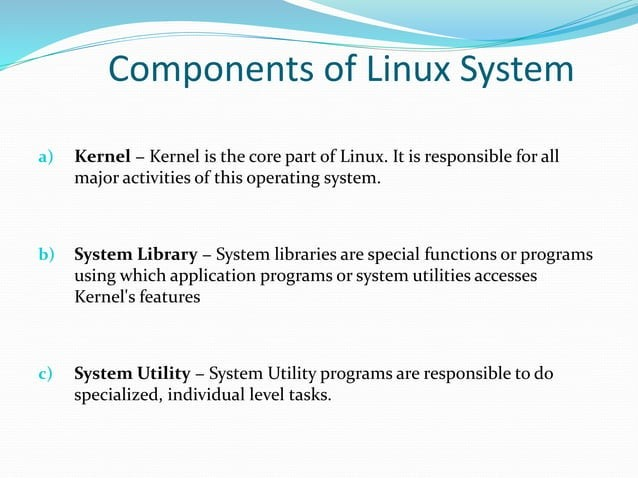 Components of Linux System
a) Kernel – Kernel is the core part of Linux. It is responsible for all
major activities of this operating system.
b) System Library – System libraries are special functions or programs
using which application programs or system utilities accesses
Kernel's features
c) System Utility – System Utility programs are responsible to do
specialized, individual level tasks.